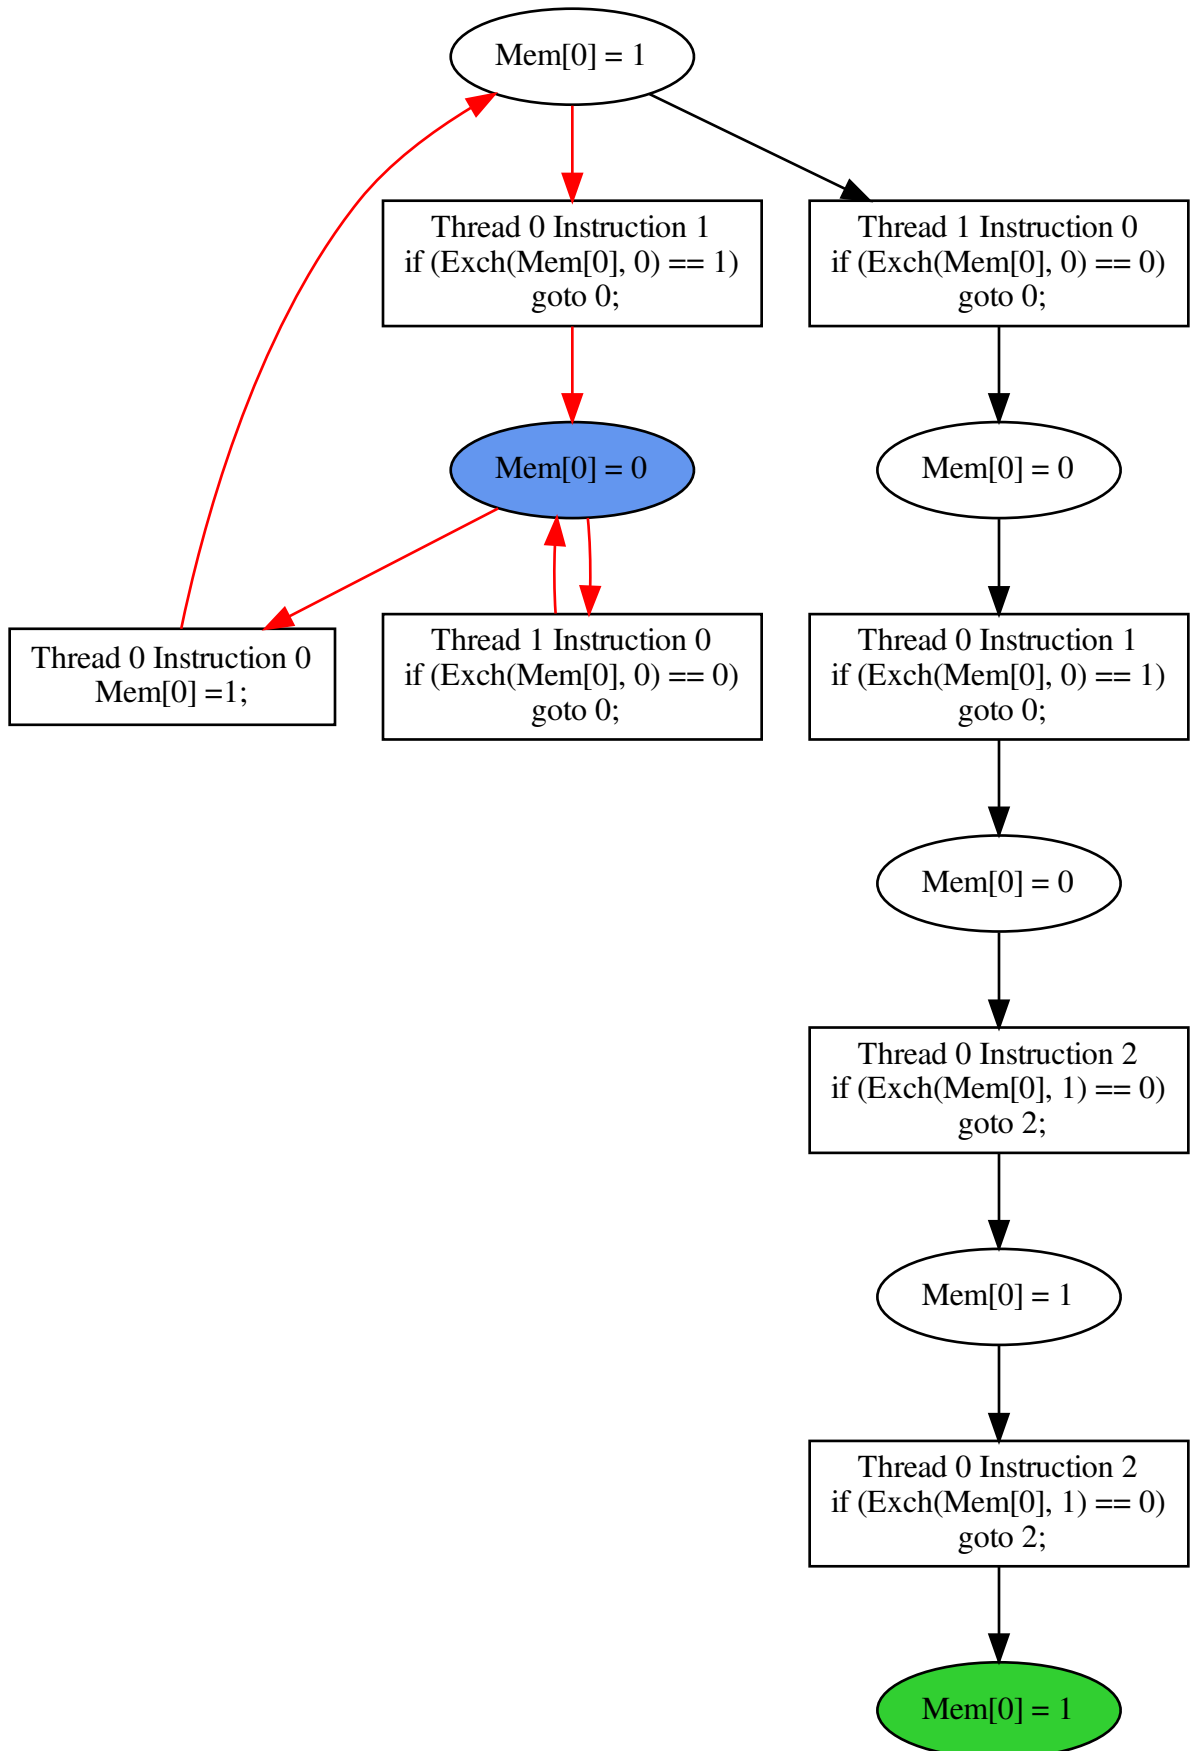 Mem[0] = 1
Thread 0 Instruction 1
if (Exch(Mem[0], 0) == 1)
goto 0;
Thread 1 Instruction 0
if (Exch(Mem[0], 0) == 0)
goto 0;
Mem[0] = 0
Mem[0] = 0
Thread 0 Instruction 0
Mem[0] =1;
Thread 1 Instruction 0
if (Exch(Mem[0], 0) == 0)
goto 0;
Thread 0 Instruction 1
if (Exch(Mem[0], 0) == 1)
goto 0;
Mem[0] = 0
Thread 0 Instruction 2
if (Exch(Mem[0], 1) == 0)
goto 2;
Mem[0] = 1
Thread 0 Instruction 2
if (Exch(Mem[0], 1) == 0)
goto 2;
Mem[0] = 1